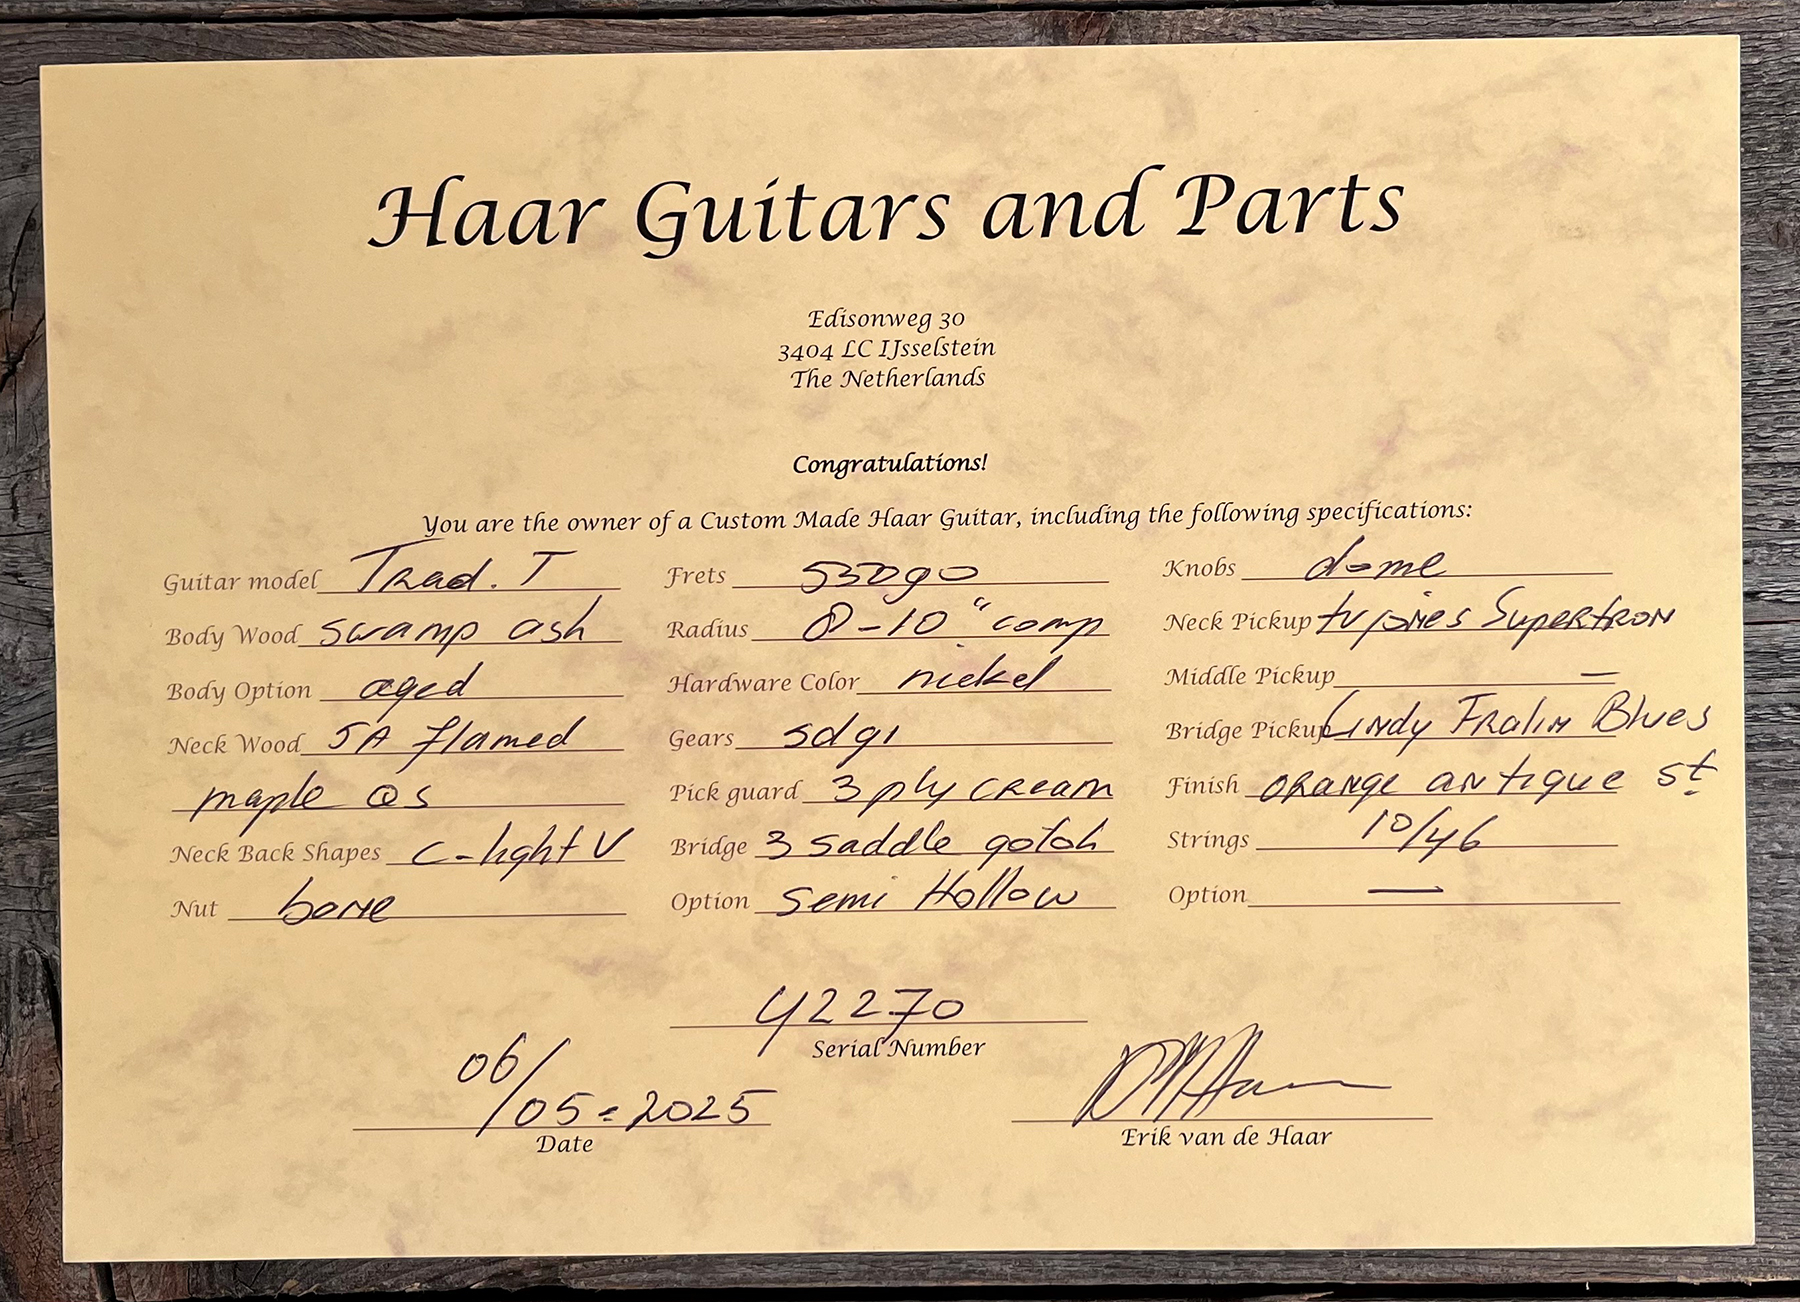 Haar Guitars and Parts
Edisonweg 30
3404 LC IJsselstein
The Netherlands
Congratulations!
You are the owner of a Custom Made Haar Guitar, including the following specifications:
Guitar model Trad. T
Body Wood swamp ash
Body Option aged
Neck Wood 5A flamed
maple QS
Neck Back Shapes C-light V
Nut bone
Frets 55090
Radius 8-10" comp
Hardware Color nickel
Gears sd91
Pick guard 3 ply cream
Bridge 3 saddle gotoh
Option semi Hollow
Knobs dome
Neck Pickup tv jones Supertron
Middle Pickup —
Bridge Pickup Lindy Fralin Blues
Finish orange antique st
Strings 10/46
Option —
42270
Serial Number
06/05-2025
Date
Erik van de Haar